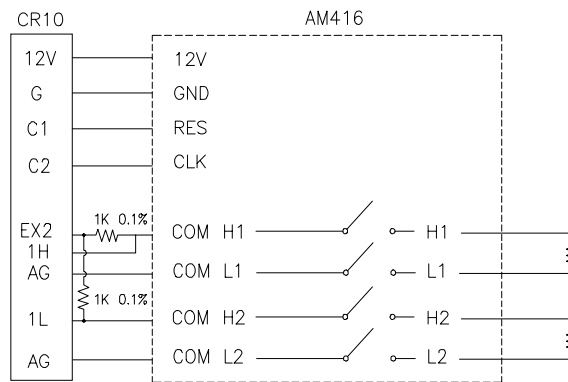 CR10 AM416
12V 12V
G GND
C1 RES
C2 CLK
1K 0.1%
EX2 COM H1 H1
1H
AG COM L1 L1
1K 0.1%
1L COM H2 H2
AG COM L2 L2